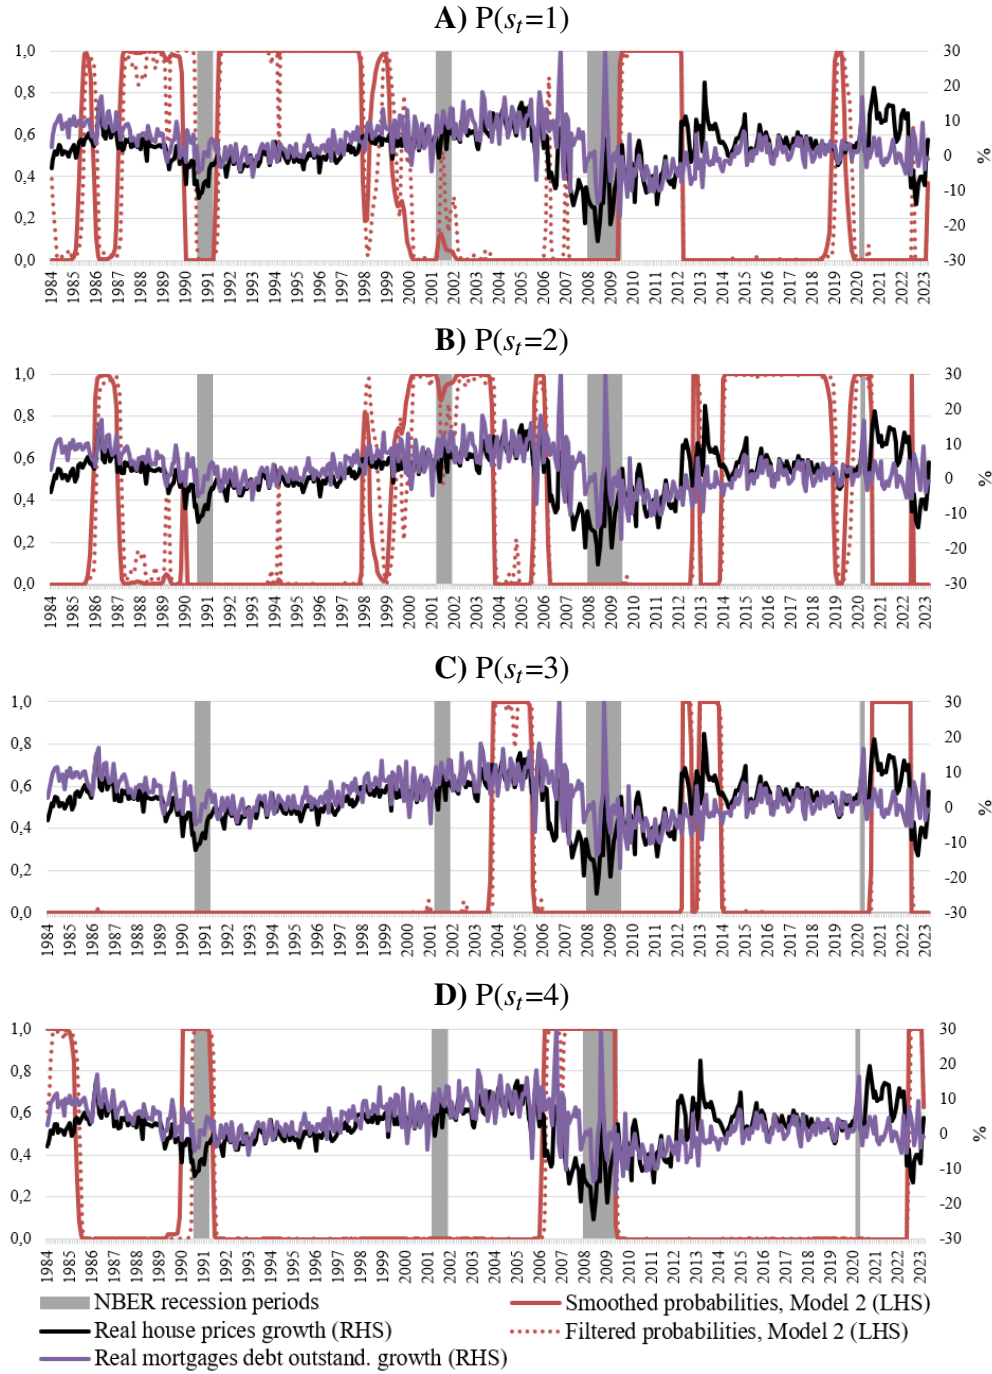 A) P(st=1)
1,0 30
0,8 20
0,6 10
0
0,4 -10
0,2 -20
0,0 -30
%
1984 1985 1986 1987 1988 1989 1990 1991 1992 1993 1994 1995 1996 1997 1998 1999 2000 2001 2002 2003 2004 2005 2006 2007 2008 2009 2010 2011 2012 2013 2014 2015 2016 2017 2018 2019 2020 2021 2022 2023
B) P(st=2)
1,0 30
0,8 20
0,6 10
0
0,4 -10
0,2 -20
0,0 -30
%
1984 1985 1986 1987 1988 1989 1990 1991 1992 1993 1994 1995 1996 1997 1998 1999 2000 2001 2002 2003 2004 2005 2006 2007 2008 2009 2010 2011 2012 2013 2014 2015 2016 2017 2018 2019 2020 2021 2022 2023
C) P(st=3)
1,0 30
0,8 20
0,6 10
0
0,4 -10
0,2 -20
0,0 -30
%
1984 1985 1986 1987 1988 1989 1990 1991 1992 1993 1994 1995 1996 1997 1998 1999 2000 2001 2002 2003 2004 2005 2006 2007 2008 2009 2010 2011 2012 2013 2014 2015 2016 2017 2018 2019 2020 2021 2022 2023
D) P(st=4)
1,0 30
0,8 20
0,6 10
0
0,4 -10
0,2 -20
0,0 -30
%
1984 1985 1986 1987 1988 1989 1990 1991 1992 1993 1994 1995 1996 1997 1998 1999 2000 2001 2002 2003 2004 2005 2006 2007 2008 2009 2010 2011 2012 2013 2014 2015 2016 2017 2018 2019 2020 2021 2022 2023
NBER recession periods
Smoothed probabilities, Model 2 (LHS)
Real house prices growth (RHS)
Filtered probabilities, Model 2 (LHS)
Real mortgages debt outstand. growth (RHS)